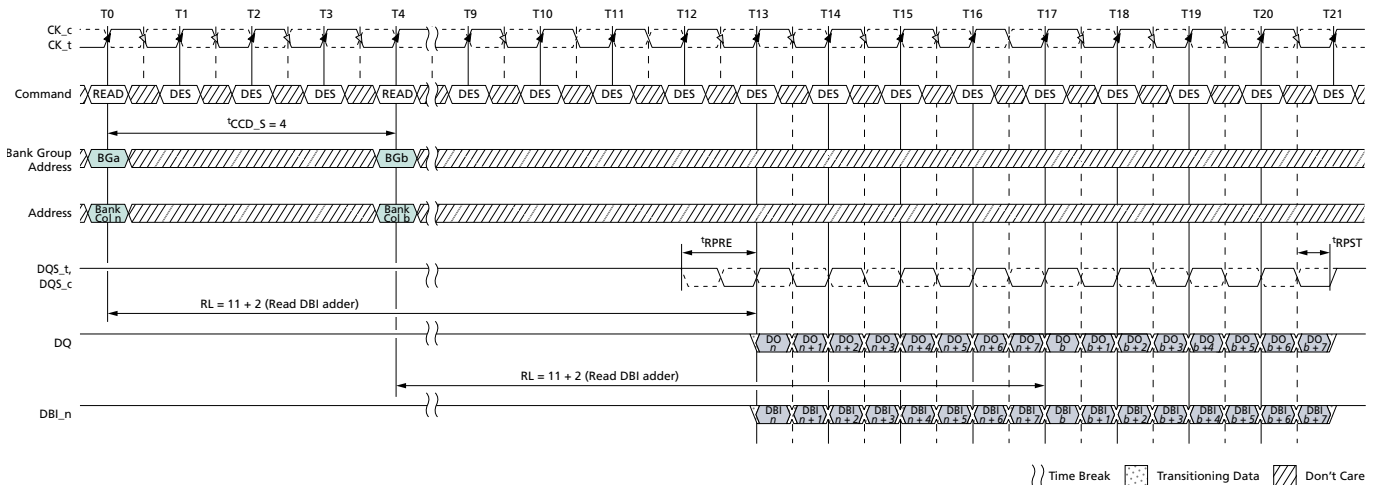 T0 T1 T2 T3 T4 T9 T10 T11 T12 T13 T14 T15 T16 T17 T18 T19 T20 T21
CK_c
CK_t
Command READ DES DES DES READ DES DES DES DES DES DES DES DES DES DES DES DES DES
tCCD_S = 4
Bank Group
Address
BGa BGb
Address
Bank
Col n
Bank
Col b
tRPRE tRPST
DQS_t,
DQS_c
RL = 11 + 2 (Read DBI adder)
DQ
DO DO DO DO DO DO DO DO DO DO DO DO DO DO DO DO
n n + 1 n + 2 n + 3 n + 4 n + 5 n + 6 n + 7 b b + 1 b + 2 b + 3 b + 4 b + 5 b + 6 b + 7
RL = 11 + 2 (Read DBI adder)
DBI_n
DBI DBI DBI DBI DBI DBI DBI DBI DBI DBI DBI DBI DBI DBI DBI DBI
n n + 1 n + 2 n + 3 n + 4 n + 5 n + 6 n + 7 b b + 1 b + 2 b + 3 b + 4 b + 5 b + 6 b + 7
Time Break Transitioning Data Don't Care